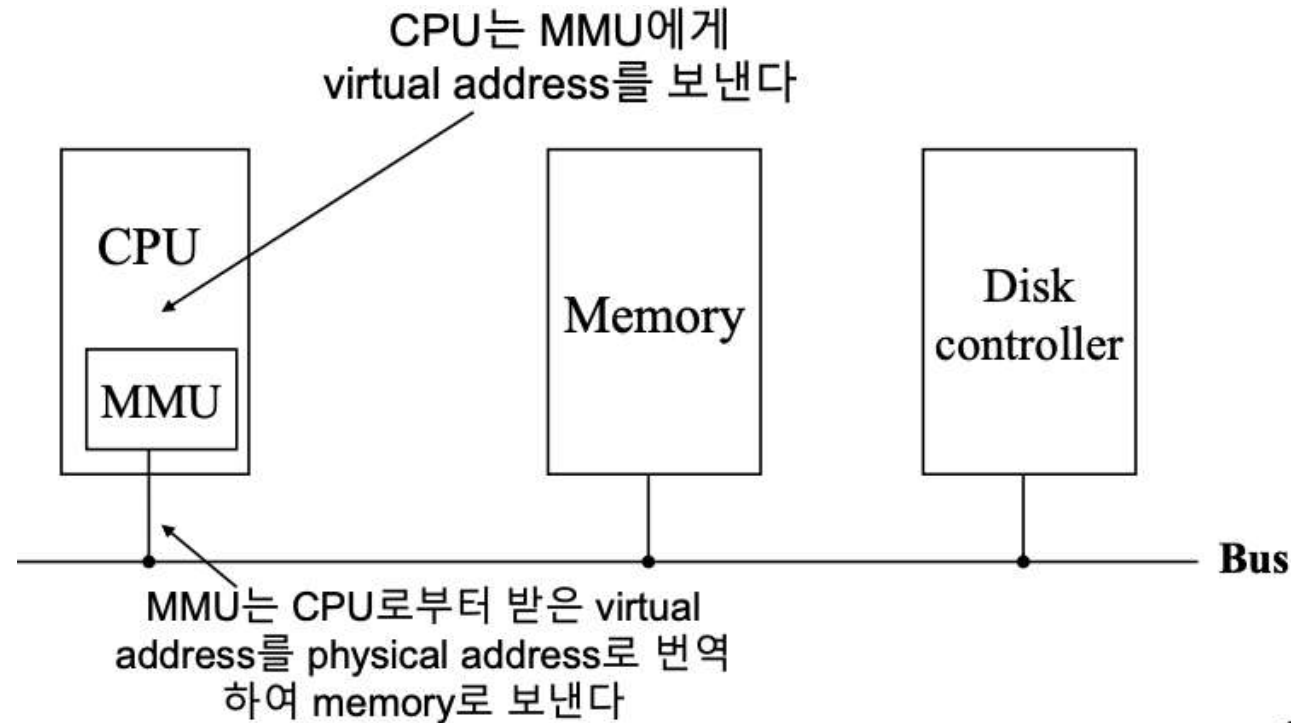 CPU는 MMU에게
virtual address를 보낸다
CPU
MMU
Memory
Disk
controller
Bus
MMU는 CPU로부터 받은 virtual
address를 physical address로 번역
하여 memory로 보낸다